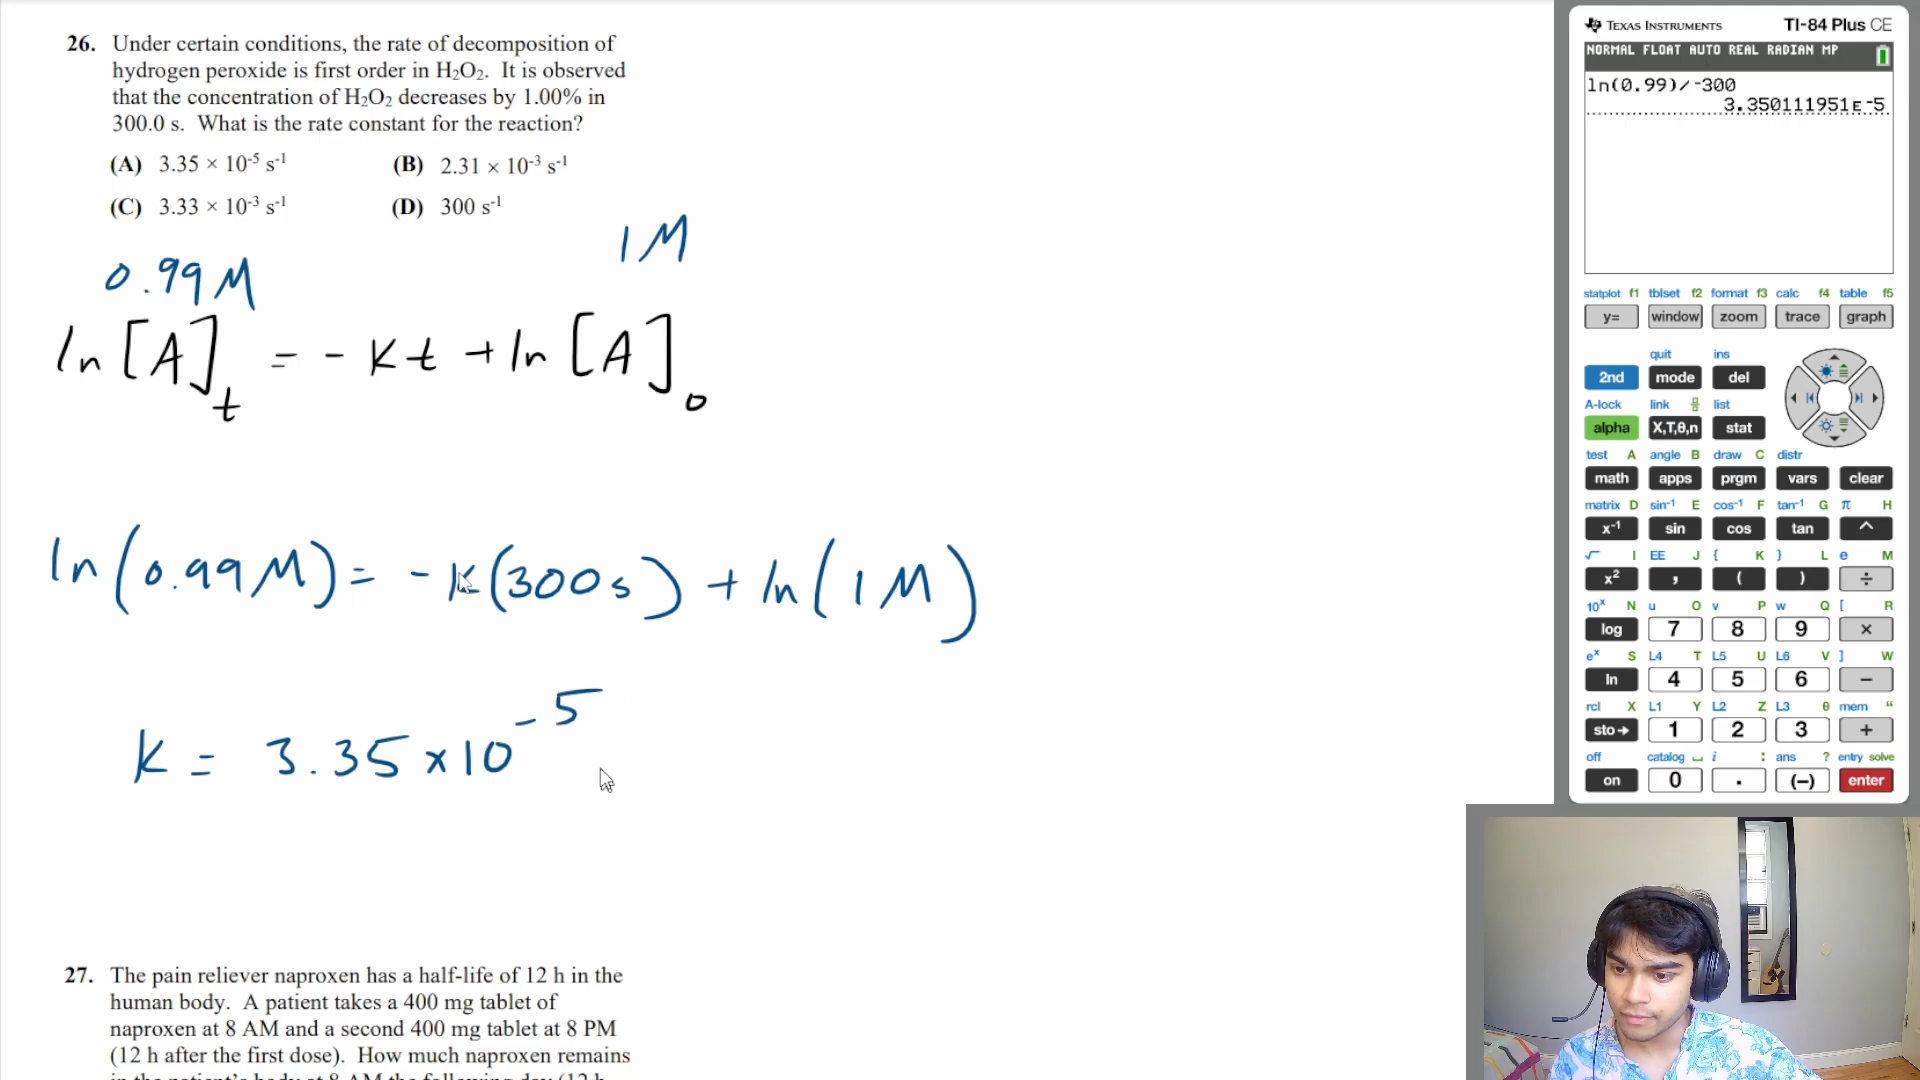 26. Under certain conditions, the rate of decomposition of
hydrogen peroxide is first order in H₂O₂. It is observed
that the concentration of H₂O₂ decreases by 1.00% in
300.0 s. What is the rate constant for the reaction?
(A) 3.35 × 10⁻⁵ s⁻¹ (B) 2.31 × 10⁻³ s⁻¹
(C) 3.33 × 10⁻³ s⁻¹ (D) 300 s⁻¹
0.99M 1M
ln[A]t = -Kt + ln[A]o
ln(0.99M) = -K(300s) + ln(1M)
K = 3.35 x 10⁻⁵
27. The pain reliever naproxen has a half-life of 12 h in the
human body. A patient takes a 400 mg tablet of
naproxen at 8 AM and a second 400 mg tablet at 8 PM
(12 h after the first dose). How much naproxen remains
TEXAS INSTRUMENTS TI-84 Plus CE
NORMAL FLOAT AUTO REAL RADIAN MP
ln(0.99)/-300
3.350111951E-5
statplot f1 tblset f2 format f3 calc f4 table f5
y= window zoom trace graph
quit ins
2nd mode del
A-lock link list
alpha X,T,θ,n stat
test A angle B draw C distr
math apps prgm vars clear
matrix D sin⁻¹ E cos⁻¹ F tan⁻¹ G π H
x⁻¹ sin cos tan ^
√ I EE J { K } L e M
x² , ( ) ÷
10ˣ N u O v P w Q [ R
log 7 8 9 ×
eˣ S L4 T L5 U L6 V ] W
ln 4 5 6 −
rcl X L1 Y L2 Z L3 θ mem "
sto→ 1 2 3 +
off catalog ⎵ i : ans ? entry solve
on 0 . (−) enter